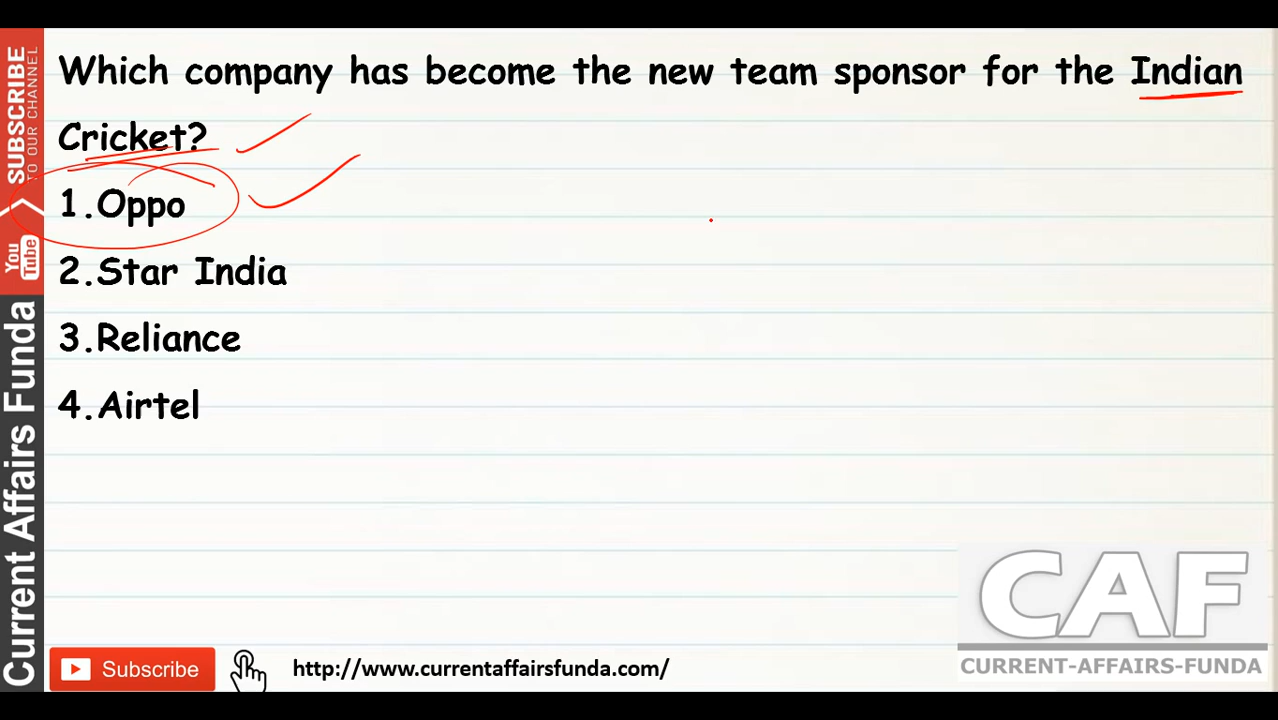 Which company has become the new team sponsor for the Indian
Cricket?
1.Oppo
2.Star India
3.Reliance
4.Airtel
SUBSCRIBE
TO OUR CHANNEL
You Tube
Current Affairs Funda
CAF
CURRENT-AFFAIRS-FUNDA
Subscribe
http://www.currentaffairsfunda.com/